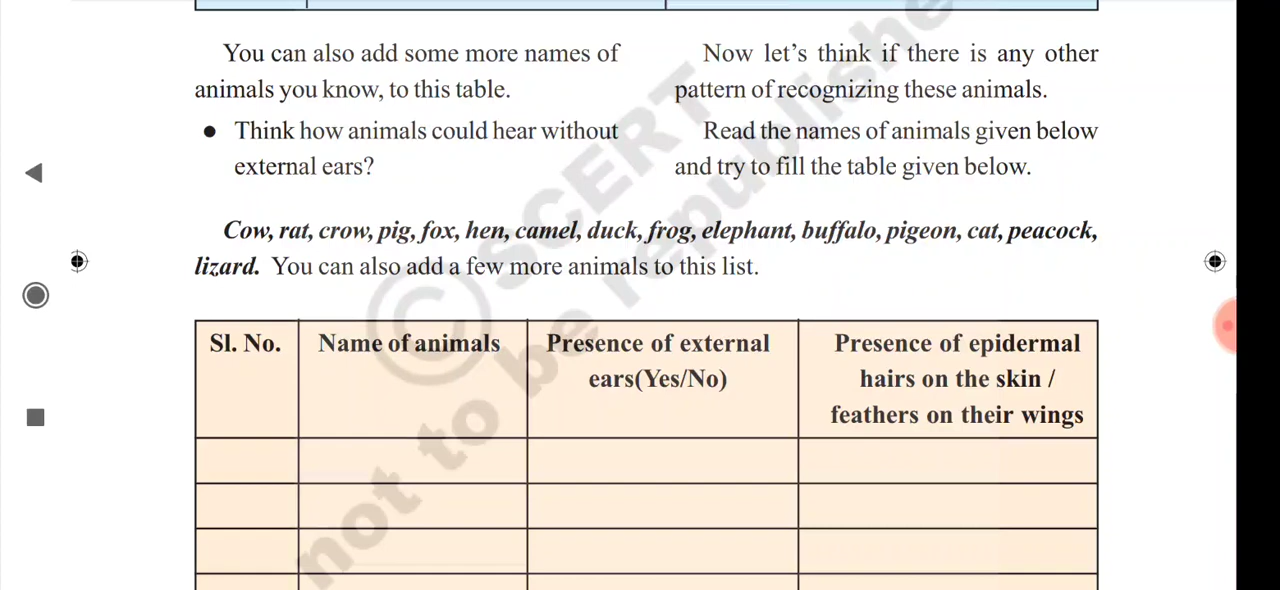 You can also add some more names of
animals you know, to this table.
● Think how animals could hear without
external ears?
Now let's think if there is any other
pattern of recognizing these animals.
Read the names of animals given below
and try to fill the table given below.
Cow, rat, crow, pig, fox, hen, camel, duck, frog, elephant, buffalo, pigeon, cat, peacock,
lizard. You can also add a few more animals to this list.
Sl. No.
Name of animals
Presence of external
ears(Yes/No)
Presence of epidermal
hairs on the skin /
feathers on their wings
© SCERT
not to be republishe